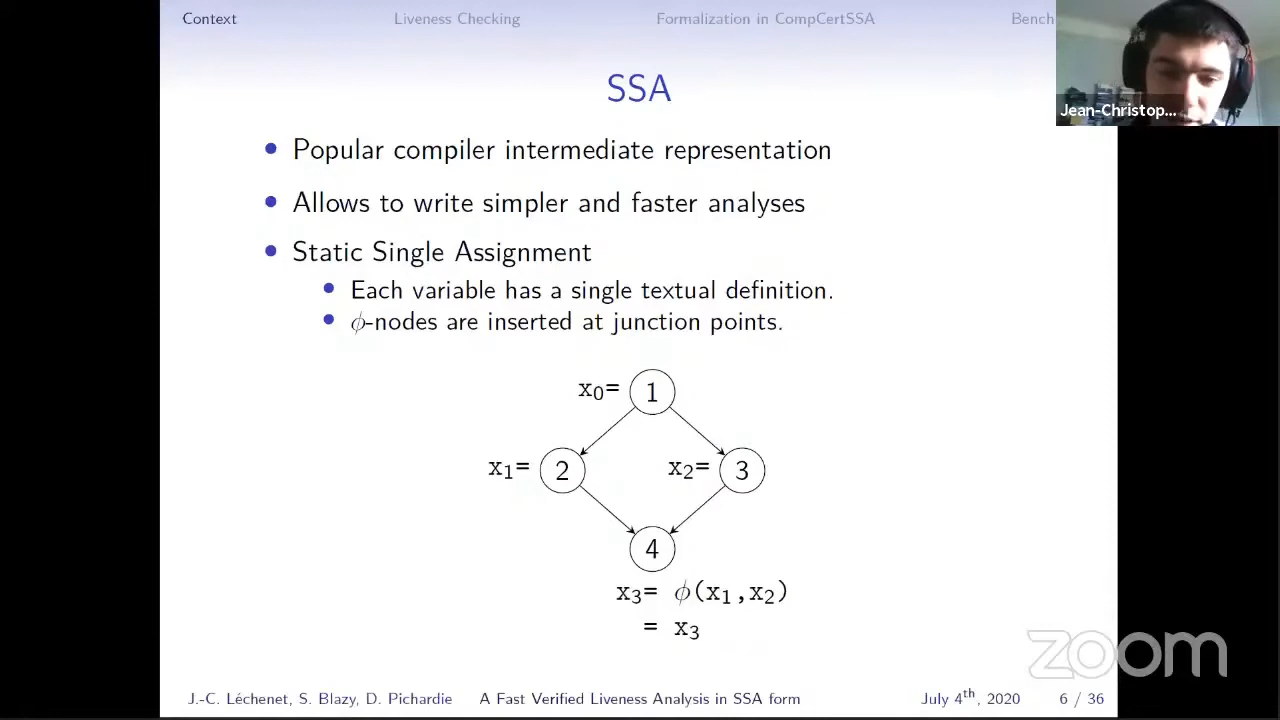 Context Liveness Checking Formalization in CompCertSSA Bench
Jean-Christop...
SSA
Popular compiler intermediate representation
Allows to write simpler and faster analyses
Static Single Assignment
Each variable has a single textual definition.
ϕ-nodes are inserted at junction points.
x₀= 1
x₁= 2 x₂= 3
4
x₃= ϕ(x₁,x₂)
= x₃
zoom
J.-C. Léchenet, S. Blazy, D. Pichardie A Fast Verified Liveness Analysis in SSA form July 4th, 2020 6 / 36